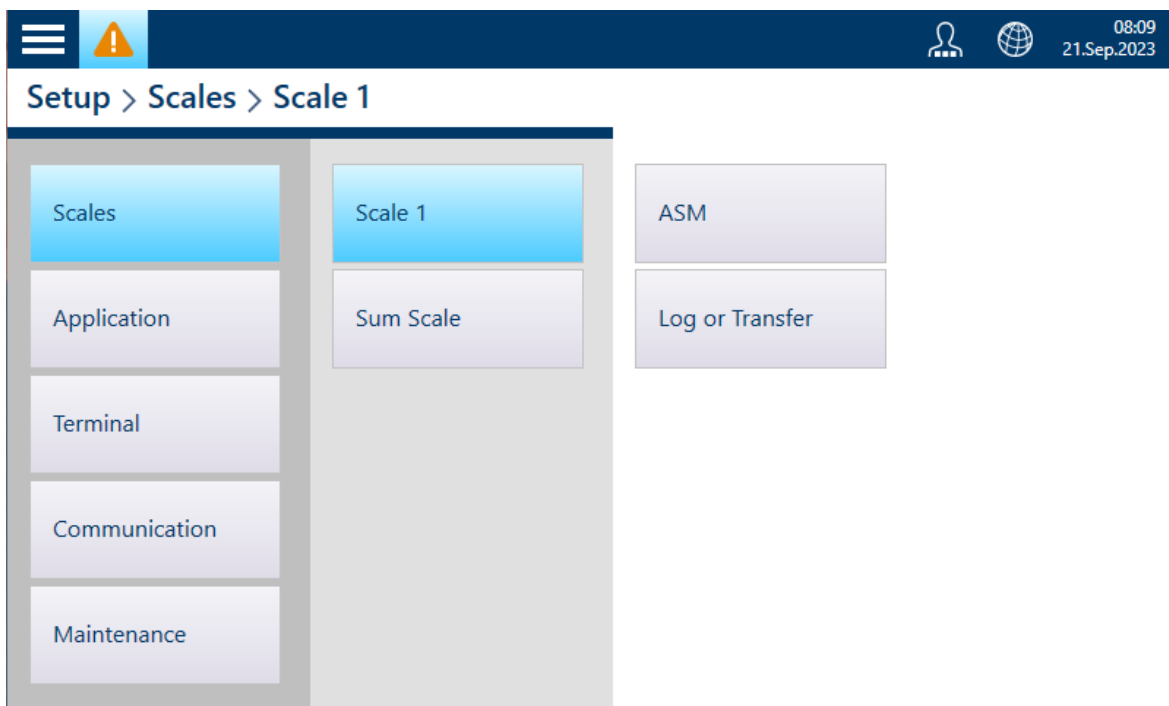 08:09
21.Sep.2023
Setup > Scales > Scale 1
Scales
Scale 1
ASM
Application
Sum Scale
Log or Transfer
Terminal
Communication
Maintenance